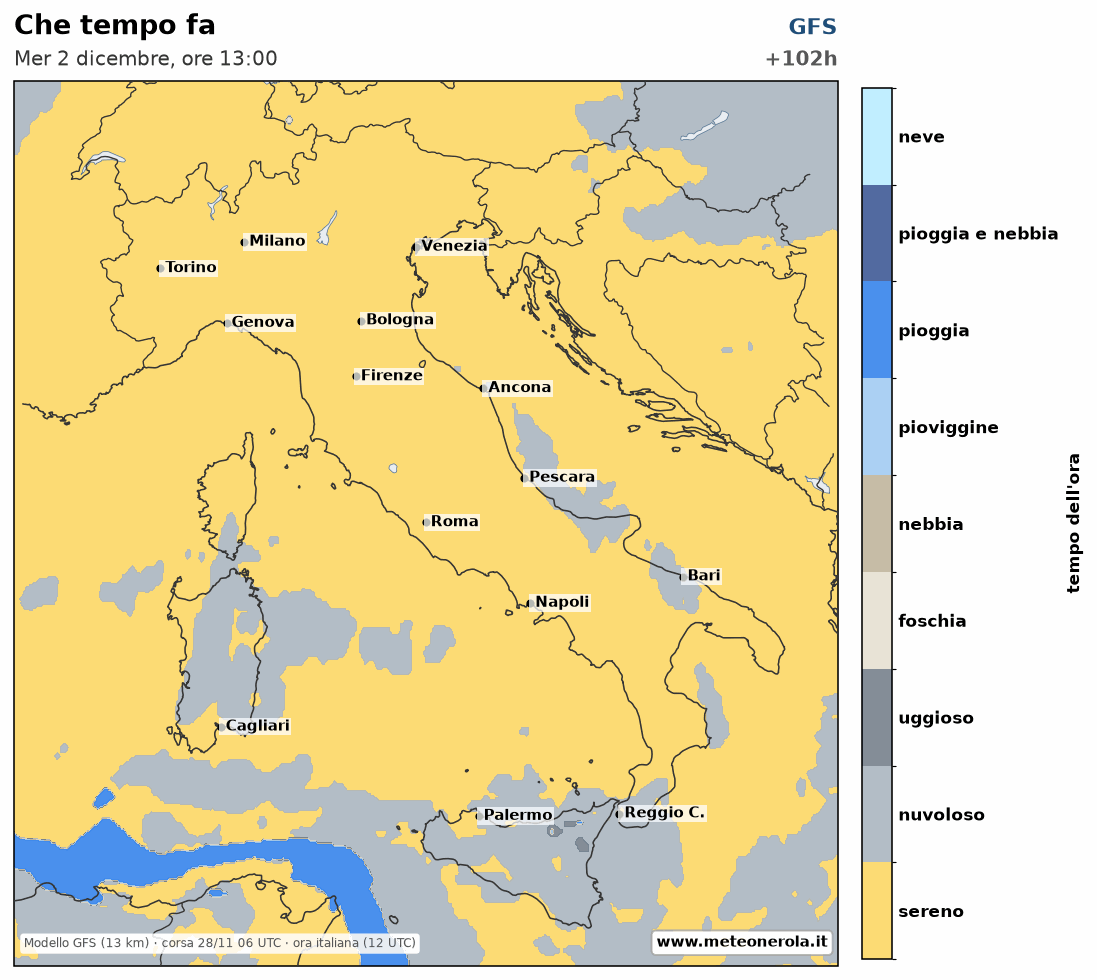 Che tempo fa
GFS
Mer 2 dicembre, ore 13:00
+102h
neve
pioggia e nebbia
pioggia
pioviggine
nebbia
foschia
uggioso
nuvoloso
sereno
tempo dell'ora
Milano
Venezia
Torino
Genova
Bologna
Firenze
Ancona
Pescara
Roma
Bari
Napoli
Cagliari
Palermo
Reggio C.
Modello GFS (13 km) · corsa 28/11 06 UTC · ora italiana (12 UTC)
www.meteonerola.it